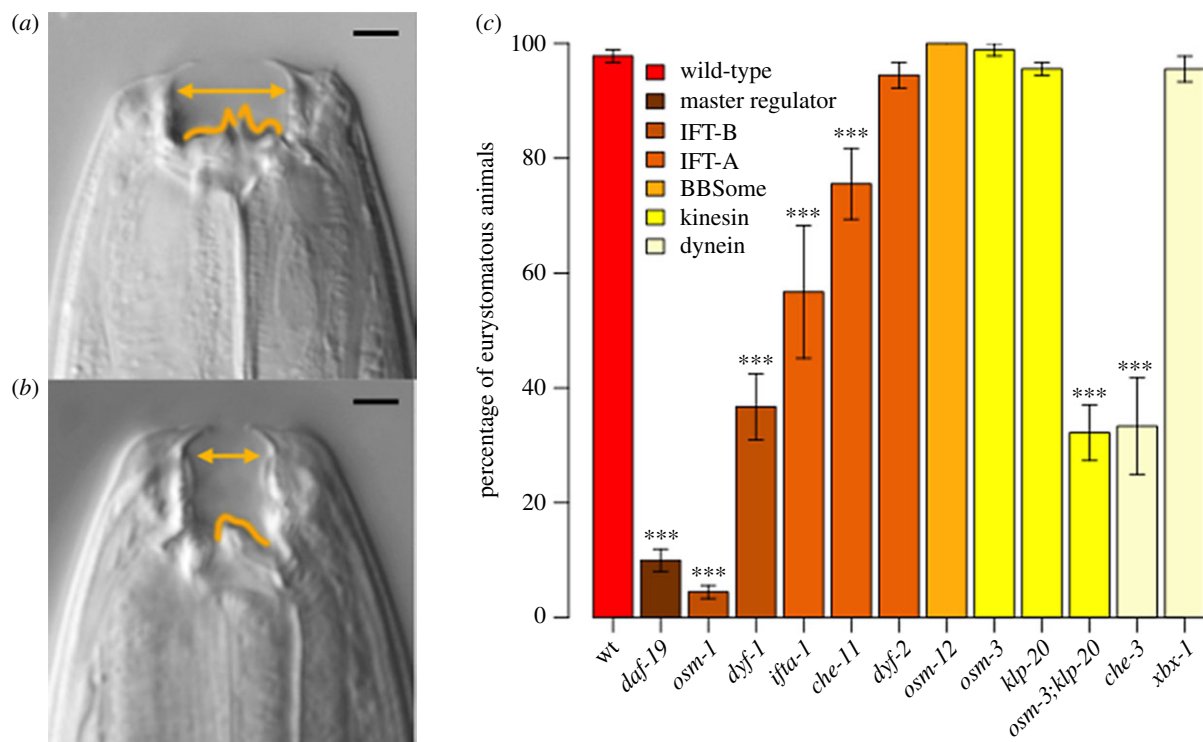 (a)
(b)
(c)
percentage of eurystomatous animals
100
80
60
40
20
0
wild-type
master regulator
IFT-B
IFT-A
BBSome
kinesin
dynein
***
***
***
***
***
***
***
wt
daf-19
osm-1
dyf-1
ifta-1
che-11
dyf-2
osm-12
osm-3
klp-20
osm-3;klp-20
che-3
xbx-1